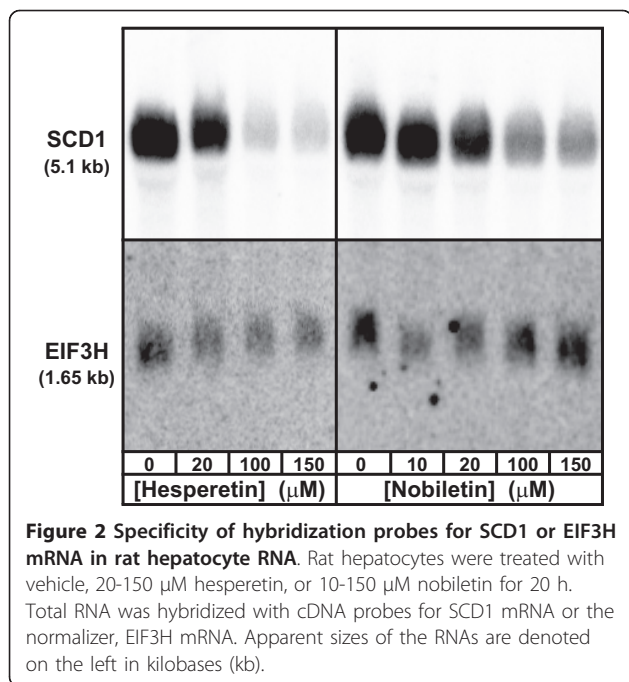 SCD1
(5.1 kb)
EIF3H
(1.65 kb)
0 20 100 150 0 10 20 100 150
[Hesperetin] (μM) [Nobiletin] (μM)
Figure 2 Specificity of hybridization probes for SCD1 or EIF3H
mRNA in rat hepatocyte RNA. Rat hepatocytes were treated with
vehicle, 20-150 μM hesperetin, or 10-150 μM nobiletin for 20 h.
Total RNA was hybridized with cDNA probes for SCD1 mRNA or the
normalizer, EIF3H mRNA. Apparent sizes of the RNAs are denoted
on the left in kilobases (kb).